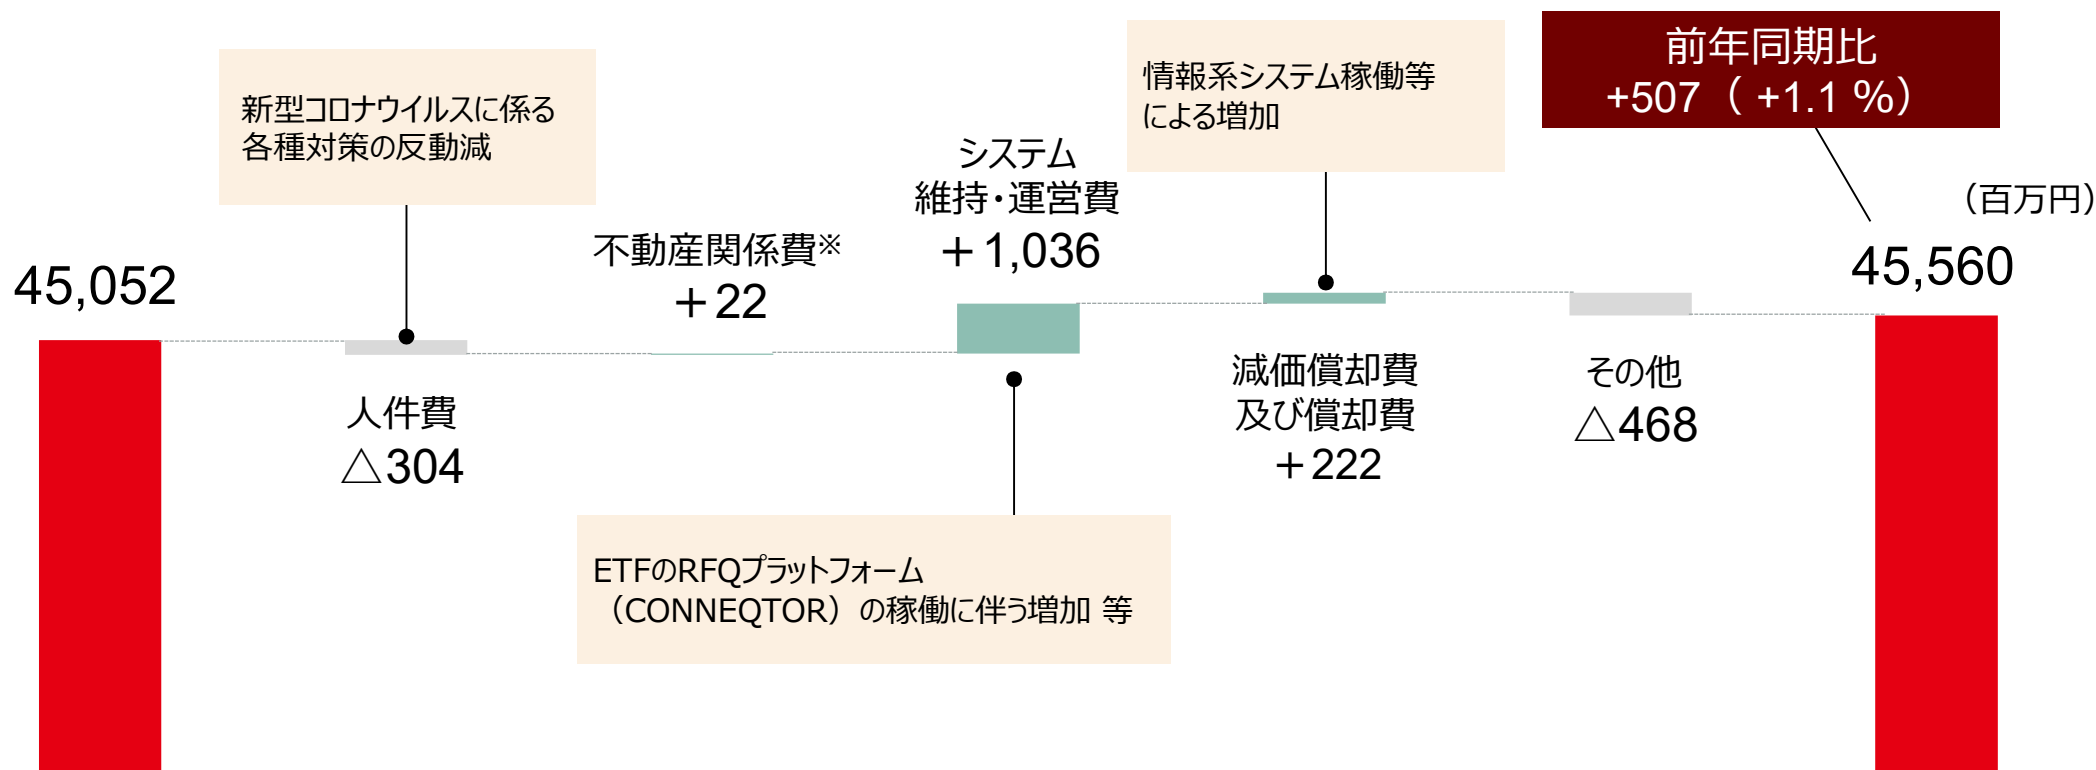 新型コロナウイルスに係る
各種対策の反動減
情報系システム稼働等
による増加
前年同期比
+507（ +1.1 %）
（百万円）
45,052
人件費
△304
不動産関係費※
＋22
システム
維持・運営費
＋1,036
減価償却費
及び償却費
＋222
その他
△468
45,560
ETFのRFQプラットフォーム
（CONNEQTOR）の稼働に伴う増加 等